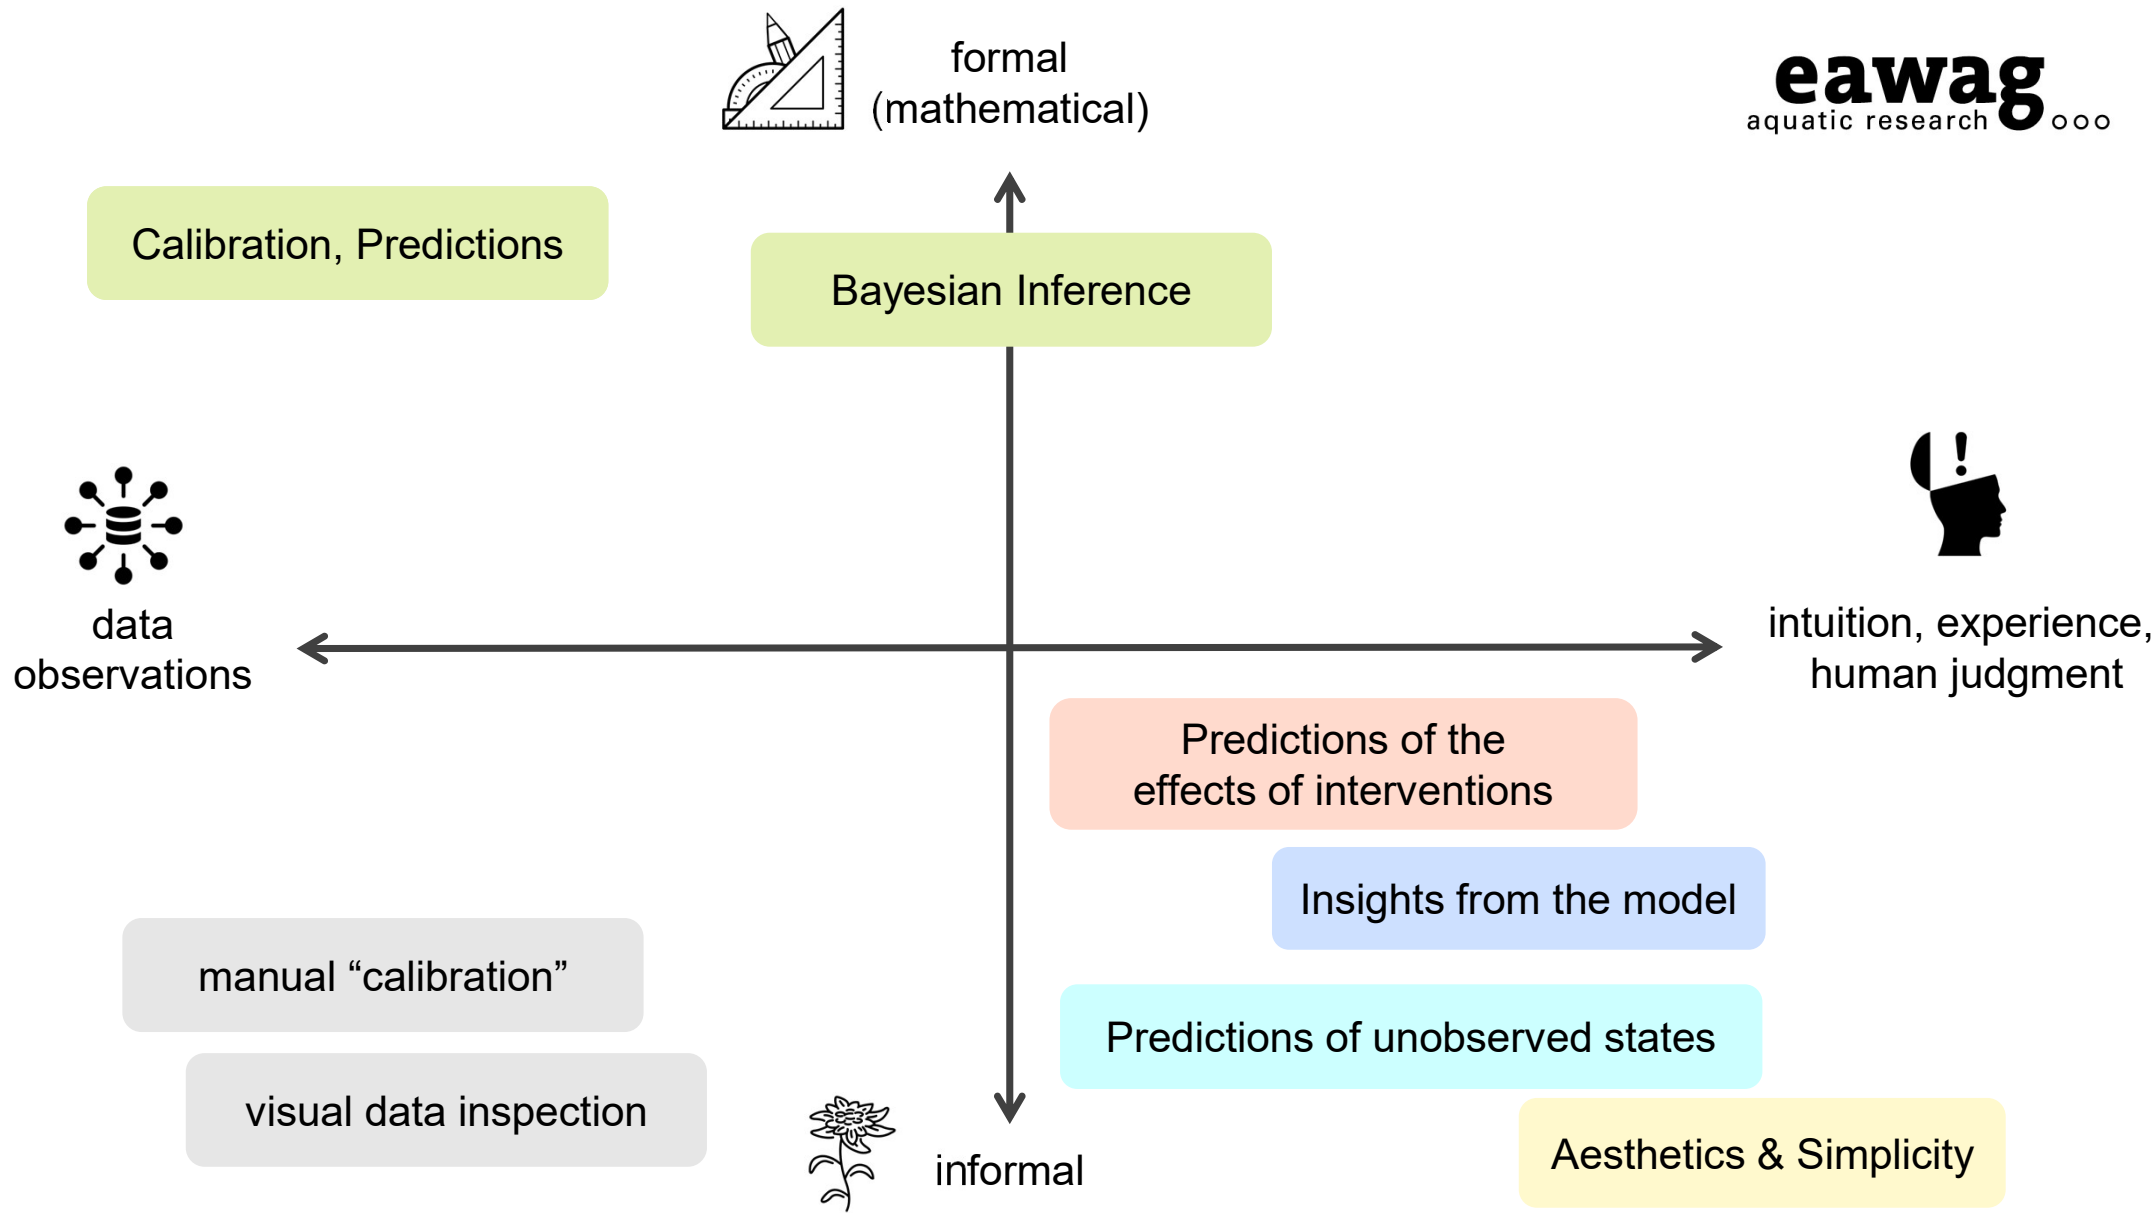 formal
(mathematical)
eawag
aquatic research
Calibration, Predictions
Bayesian Inference
data
observations
intuition, experience,
human judgment
Predictions of the
effects of interventions
Insights from the model
manual “calibration”
Predictions of unobserved states
visual data inspection
informal
Aesthetics & Simplicity